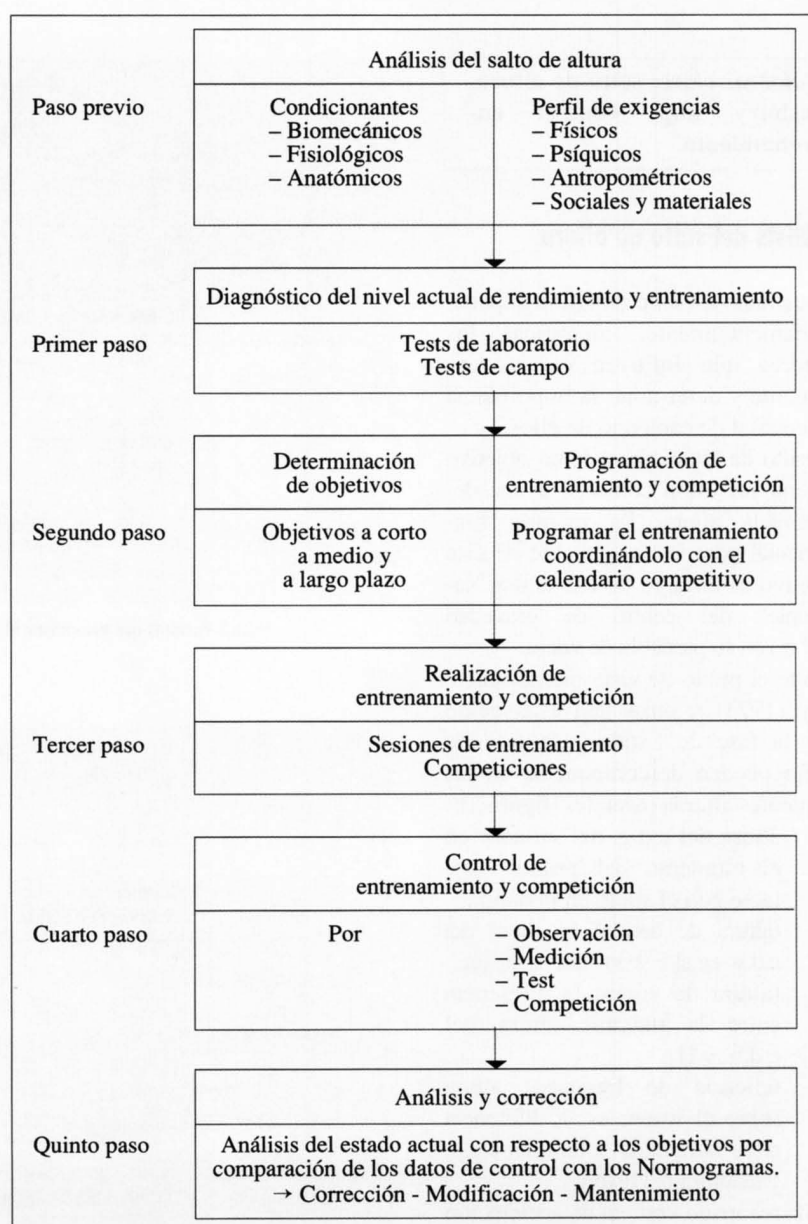 Análisis del salto de altura
Paso previo
Condicionantes
– Biomecánicos
– Fisiológicos
– Anatómicos
Perfil de exigencias
– Físicos
– Psíquicos
– Antropométricos
– Sociales y materiales
Diagnóstico del nivel actual de rendimiento y entrenamiento
Primer paso
Tests de laboratorio
Tests de campo
Determinación
de objetivos
Programación de
entrenamiento y competición
Segundo paso
Objetivos a corto
a medio y
a largo plazo
Programar el entrenamiento
coordinándolo con el
calendario competitivo
Realización de
entrenamiento y competición
Tercer paso
Sesiones de entrenamiento
Competiciones
Control de
entrenamiento y competición
Cuarto paso
Por
– Observación
– Medición
– Test
– Competición
Análisis y corrección
Quinto paso
Análisis del estado actual con respecto a los objetivos por
comparación de los datos de control con los Normogramas.
→ Corrección - Modificación - Mantenimiento